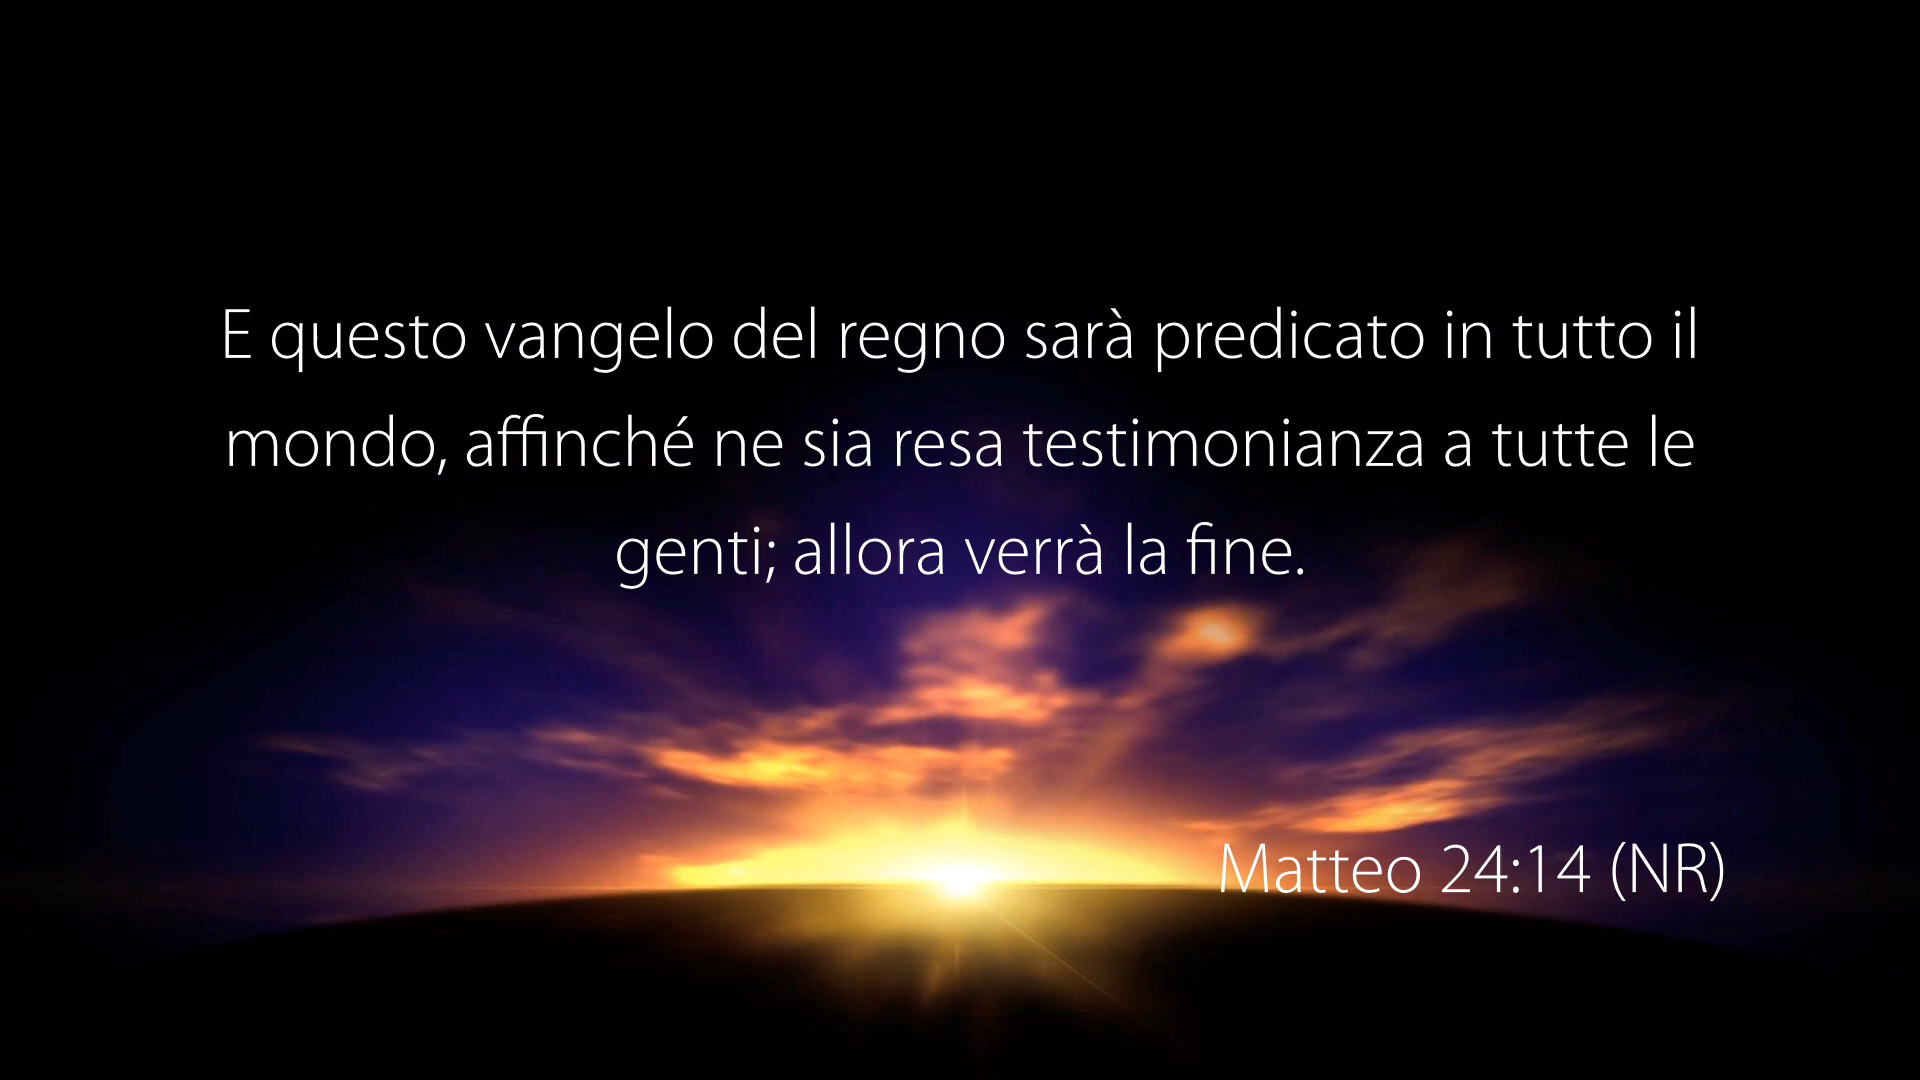 E questo vangelo del regno sarà predicato in tutto il
mondo, affinché ne sia resa testimonianza a tutte le
genti; allora verrà la fine.
Matteo 24:14 (NR)